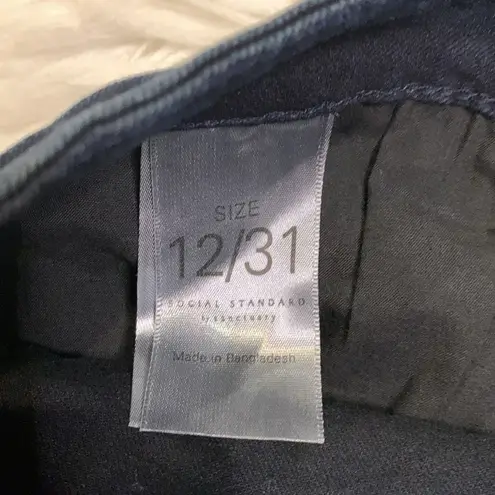 SIZE
12/31
SOCIAL STANDARD
by sanctuary
Made in Bangladesh